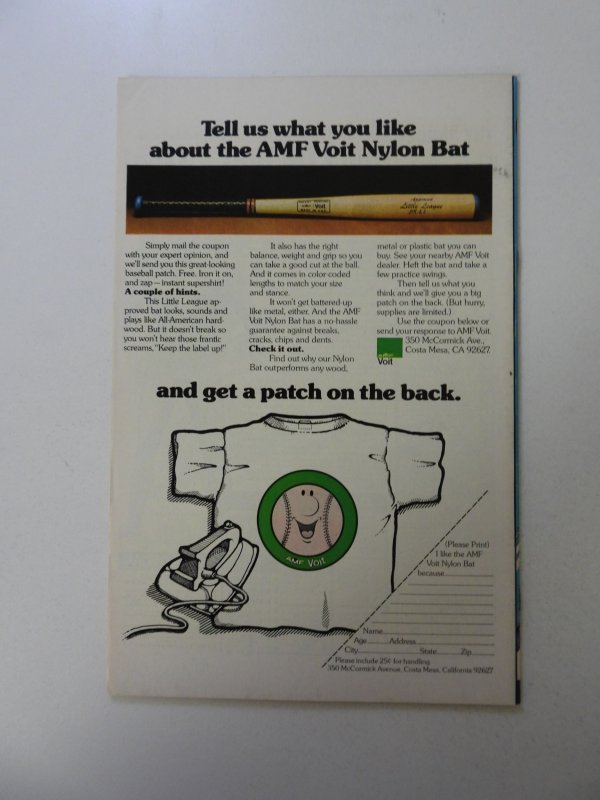 Tell us what you like
about the AMF Voit Nylon Bat
Voit
Approved
Little League
Simply mail the coupon
with your expert opinion, and
we'll send you this great-looking
baseball patch. Free. Iron it on,
and zap—instant supershirt!
A couple of hints.
This Little League ap-
proved bat looks, sounds and
plays like All-American hard-
wood. But it doesn't break so
you won't hear those frantic
screams, "Keep the label up!"
It also has the right
balance, weight and grip so you
can take a good cut at the ball.
And it comes in color-coded
lengths to match your size
and stance.
It won't get battered-up
like metal, either. And the AMF
Voit Nylon Bat has a no-hassle
guarantee against breaks,
cracks, chips and dents.
Check it out.
Find out why our Nylon
Bat outperforms any wood,
metal or plastic bat you can
buy. See your nearby AMF Voit
dealer. Heft the bat and take a
few practice swings.
Then tell us what you
think and we'll give you a big
patch on the back. (But hurry,
supplies are limited.)
Use the coupon below or
send your response to AMF Voit.
350 McCormick Ave.,
Costa Mesa, CA 92627.
Voit
and get a patch on the back.
AMF Voit
(Please Print)
I like the AMF
Voit Nylon Bat
because
Name
Age Address
City State Zip
Please include 25¢ for handling.
350 McCormick Avenue, Costa Mesa, California 92627